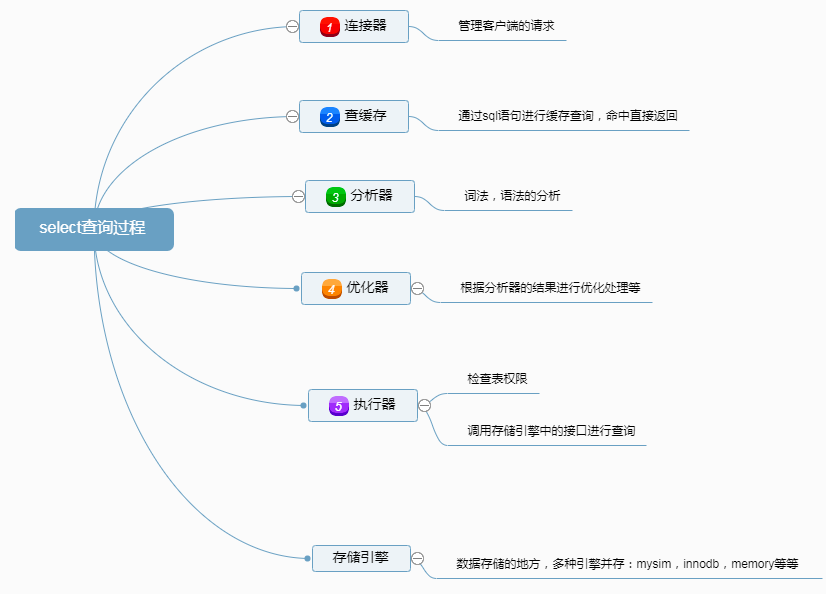 1 连接器
管理客户端的请求
2 查缓存
通过sql语句进行缓存查询，命中直接返回
3 分析器
词法，语法的分析
select查询过程
4 优化器
根据分析器的结果进行优化处理等
检查表权限
5 执行器
调用存储引擎中的接口进行查询
存储引擎
数据存储的地方，多种引擎并存：mysim，innodb，memory等等